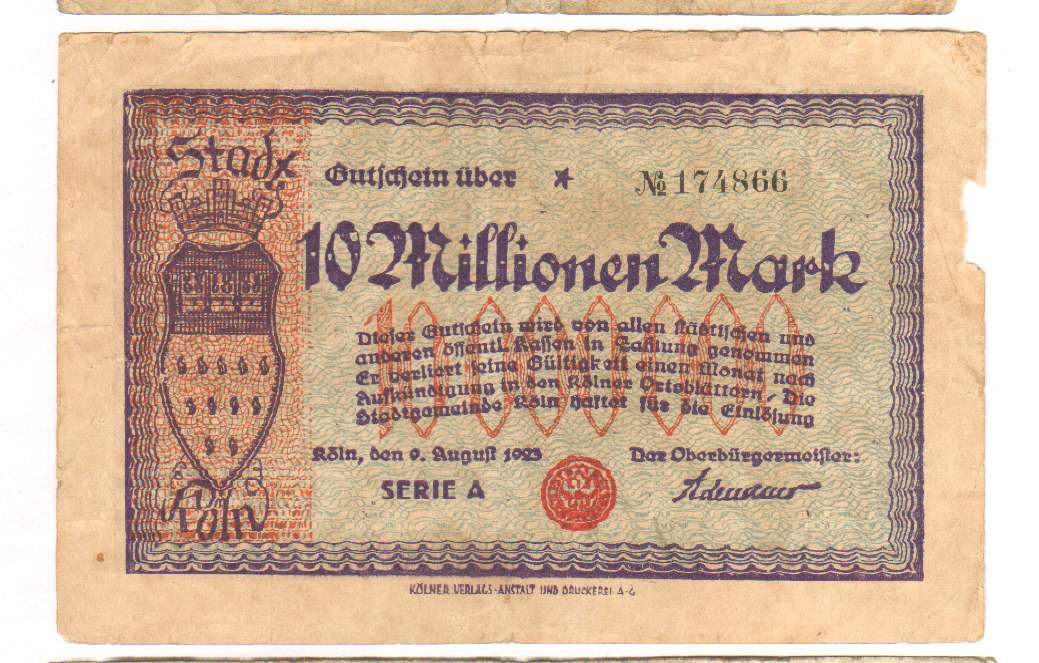 Stadt
Köln
Gutschein über * № 174866
10 Millionen Mark
10000000
Dieser Gutschein wird von allen städtischen und
anderen öffentl. Kassen in Zahlung genommen
Er verliert seine Gültigkeit einen Monat nach
Aufkündigung in den Kölner Ortsblättern. Die
Stadtgemeinde Köln haftet für die Einlösung
Köln, den 9. August 1923 Der Oberbürgermeister:
SERIE A Adenauer
KÖLNER VERLAGS-ANSTALT UND DRUCKEREI A-G